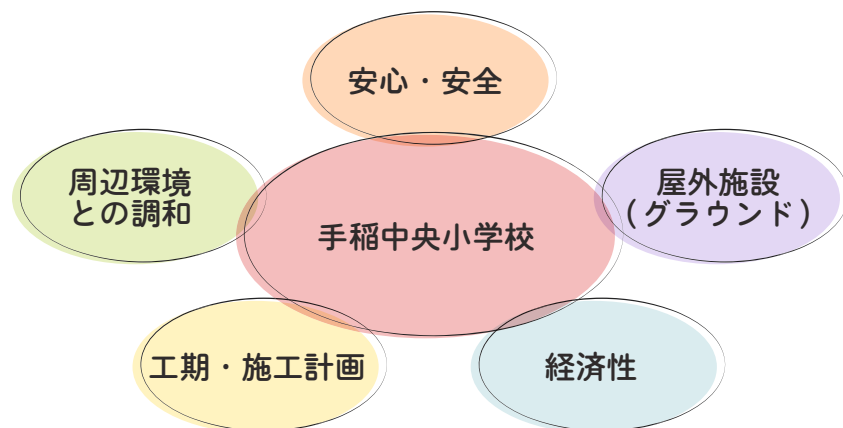 安心・安全
周辺環境
との調和
屋外施設
(グラウンド)
手稲中央小学校
工期・施工計画
経済性